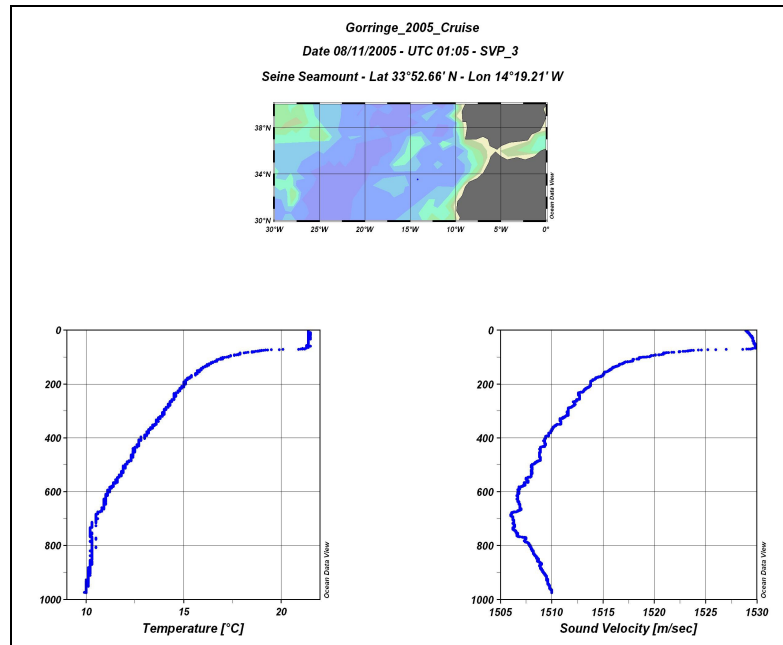 Gorringe_2005_Cruise
Date 08/11/2005 - UTC 01:05 - SVP_3
Seine Seamount - Lat 33°52.66' N - Lon 14°19.21' W
38°N
34°N
30°N
30°W 25°W 20°W 15°W 10°W 5°W 0°
Ocean Data View
0
200
400
600
800
1000
10 15 20
Temperature [°C]
Ocean Data View
0
200
400
600
800
1000
1505 1510 1515 1520 1525 1530
Sound Velocity [m/sec]
Ocean Data View